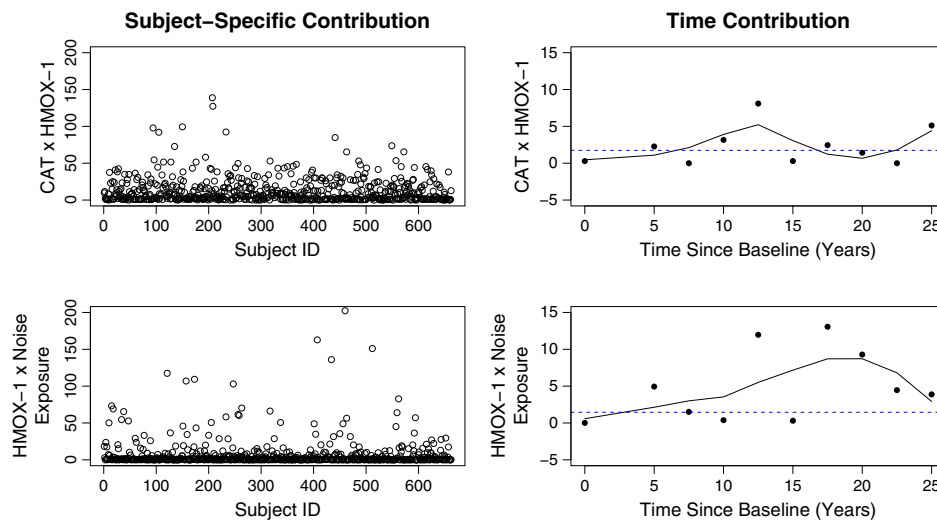 Subject−Specific Contribution
CAT x HMOX−1
200
150
100
50
0
0 100 200 300 400 500 600
Subject ID
Time Contribution
CAT x HMOX−1
15
10
5
0
−5
0 5 10 15 20 25
Time Since Baseline (Years)
HMOX−1 x Noise
Exposure
200
150
100
50
0
0 100 200 300 400 500 600
Subject ID
HMOX−1 x Noise
Exposure
15
10
5
0
−5
0 5 10 15 20 25
Time Since Baseline (Years)